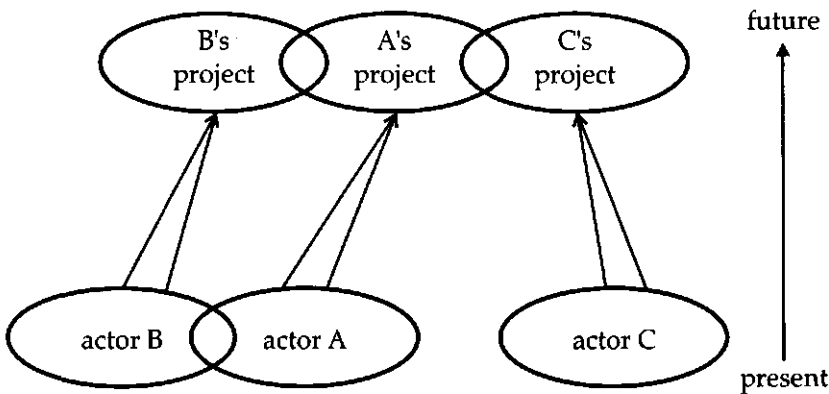 B's
project
A's
project
C's
project
future
actor B
actor A
actor C
present